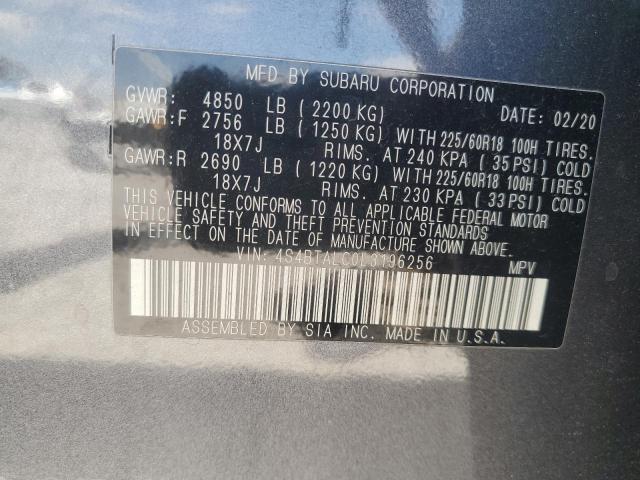 MFD BY SUBARU CORPORATION
GVWR: 4850 LB (2200 KG) DATE: 02/20
GAWR:F 2756 LB (1250 KG) WITH 225/60R18 100H TIRES.
18X7J RIMS. AT 240 KPA (35 PSI) COLD
GAWR:R 2690 LB (1220 KG) WITH 225/60R18 100H TIRES.
18X7J RIMS. AT 230 KPA (33 PSI) COLD
THIS VEHICLE CONFORMS TO ALL APPLICABLE FEDERAL MOTOR
VEHICLE SAFETY AND THEFT PREVENTION STANDARDS
IN EFFECT ON THE DATE OF MANUFACTURE SHOWN ABOVE.
VIN: 4S4BTALC0L3196256 MPV
ASSEMBLED BY SIA INC. MADE IN U.S.A.